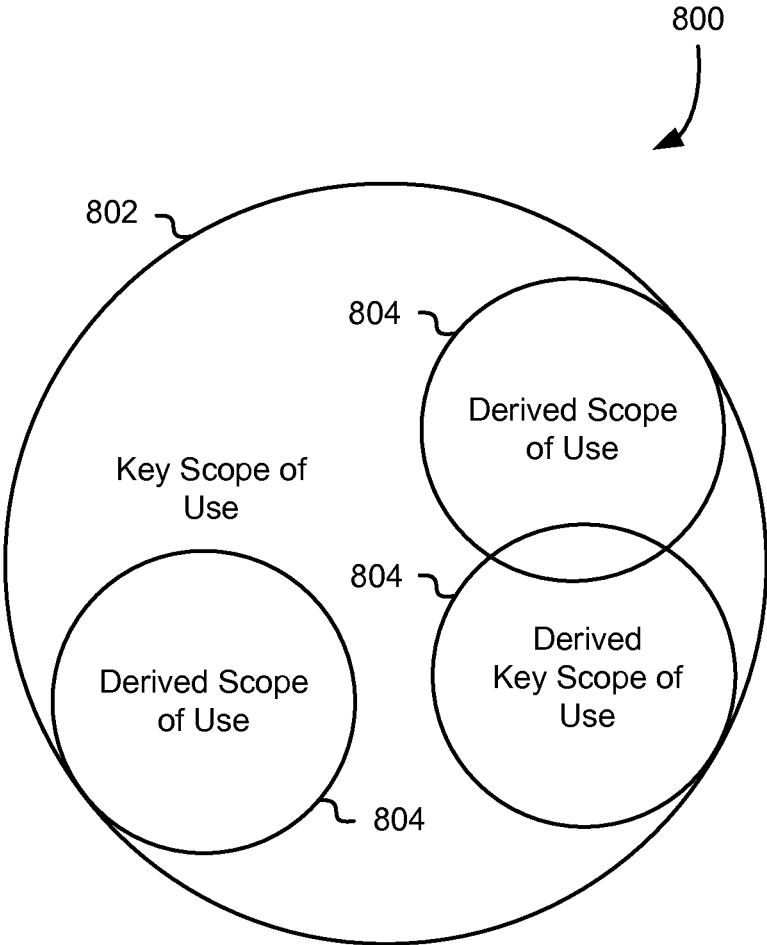 800
802
804
Derived Scope
of Use
Key Scope of
Use
804
Derived
Key Scope of
Use
Derived Scope
of Use
804